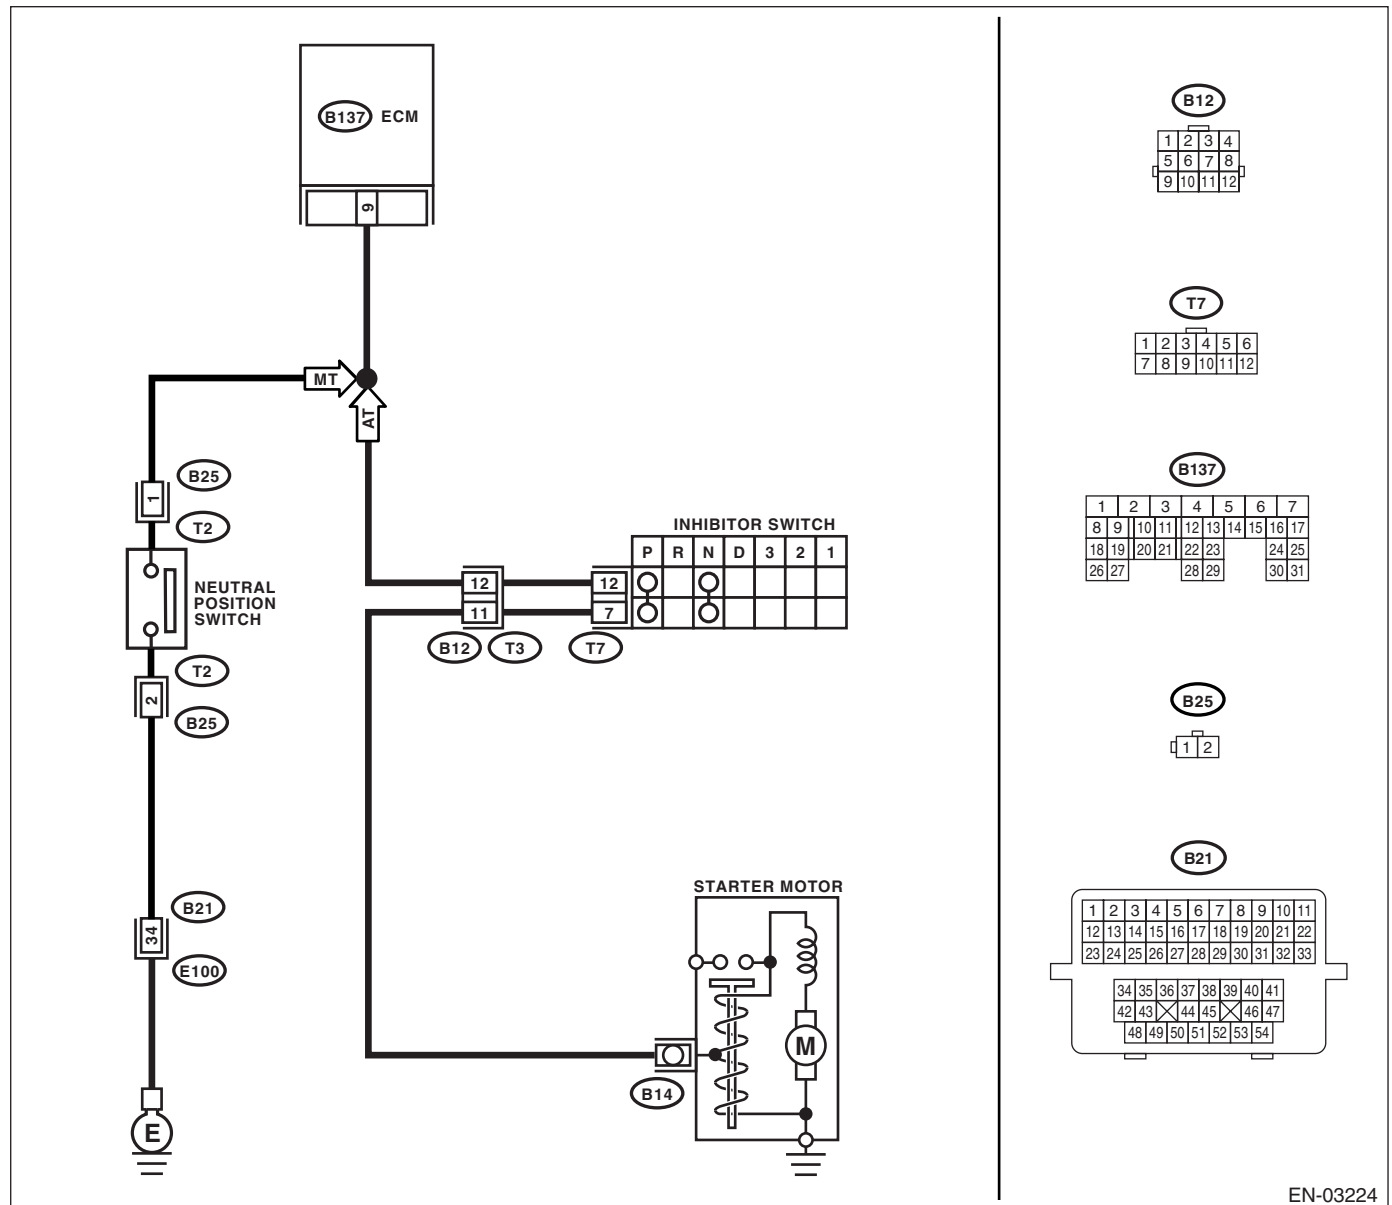 B137 ECM
9
MT
AT
B25
1
T2
NEUTRAL
POSITION
SWITCH
T2
2
B25
B21
34
E100
E
INHIBITOR SWITCH
P R N D 3 2 1
12 12
11 7
B12 T3 T7
STARTER MOTOR
M
B14
B12
1 2 3 4
5 6 7 8
9 10 11 12
T7
1 2 3 4 5 6
7 8 9 10 11 12
B137
1 2 3 4 5 6 7
8 9 10 11 12 13 14 15 16 17
18 19 20 21 22 23 24 25
26 27 28 29 30 31
B25
1 2
B21
1 2 3 4 5 6 7 8 9 10 11
12 13 14 15 16 17 18 19 20 21 22
23 24 25 26 27 28 29 30 31 32 33
34 35 36 37 38 39 40 41
42 43 44 45 46 47
48 49 50 51 52 53 54
EN-03224